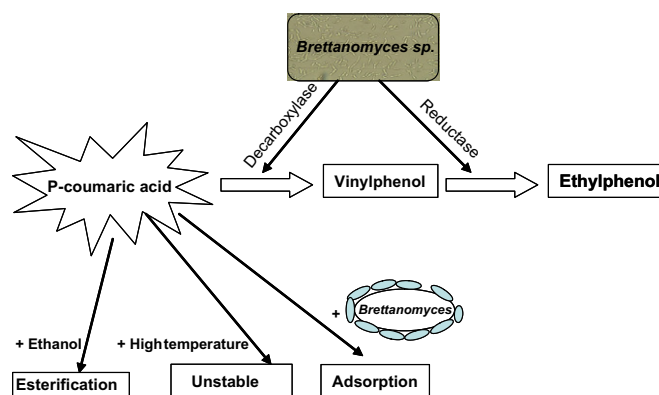 Brettanomyces sp.
Decarboxylase
Reductase
P-coumaric acid
Vinylphenol
Ethylphenol
+
Brettanomyces
+ Ethanol
+ High temperature
Esterification
Unstable
Adsorption